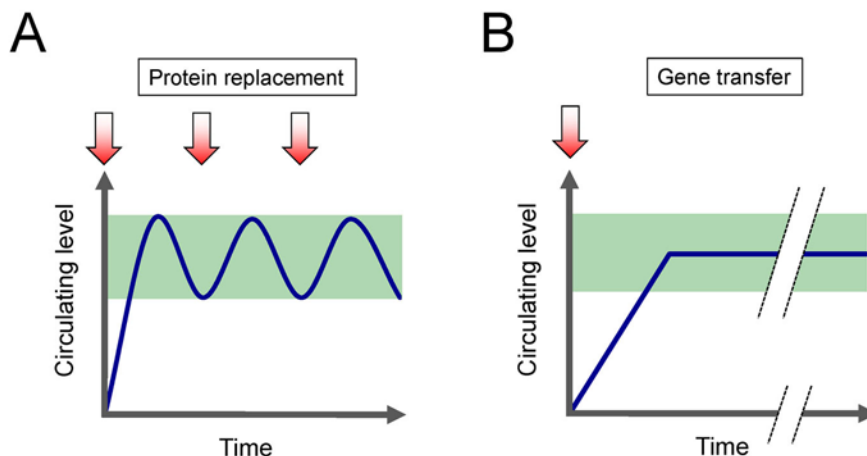 A
Protein replacement
Circulating level
Time
B
Gene transfer
Circulating level
Time